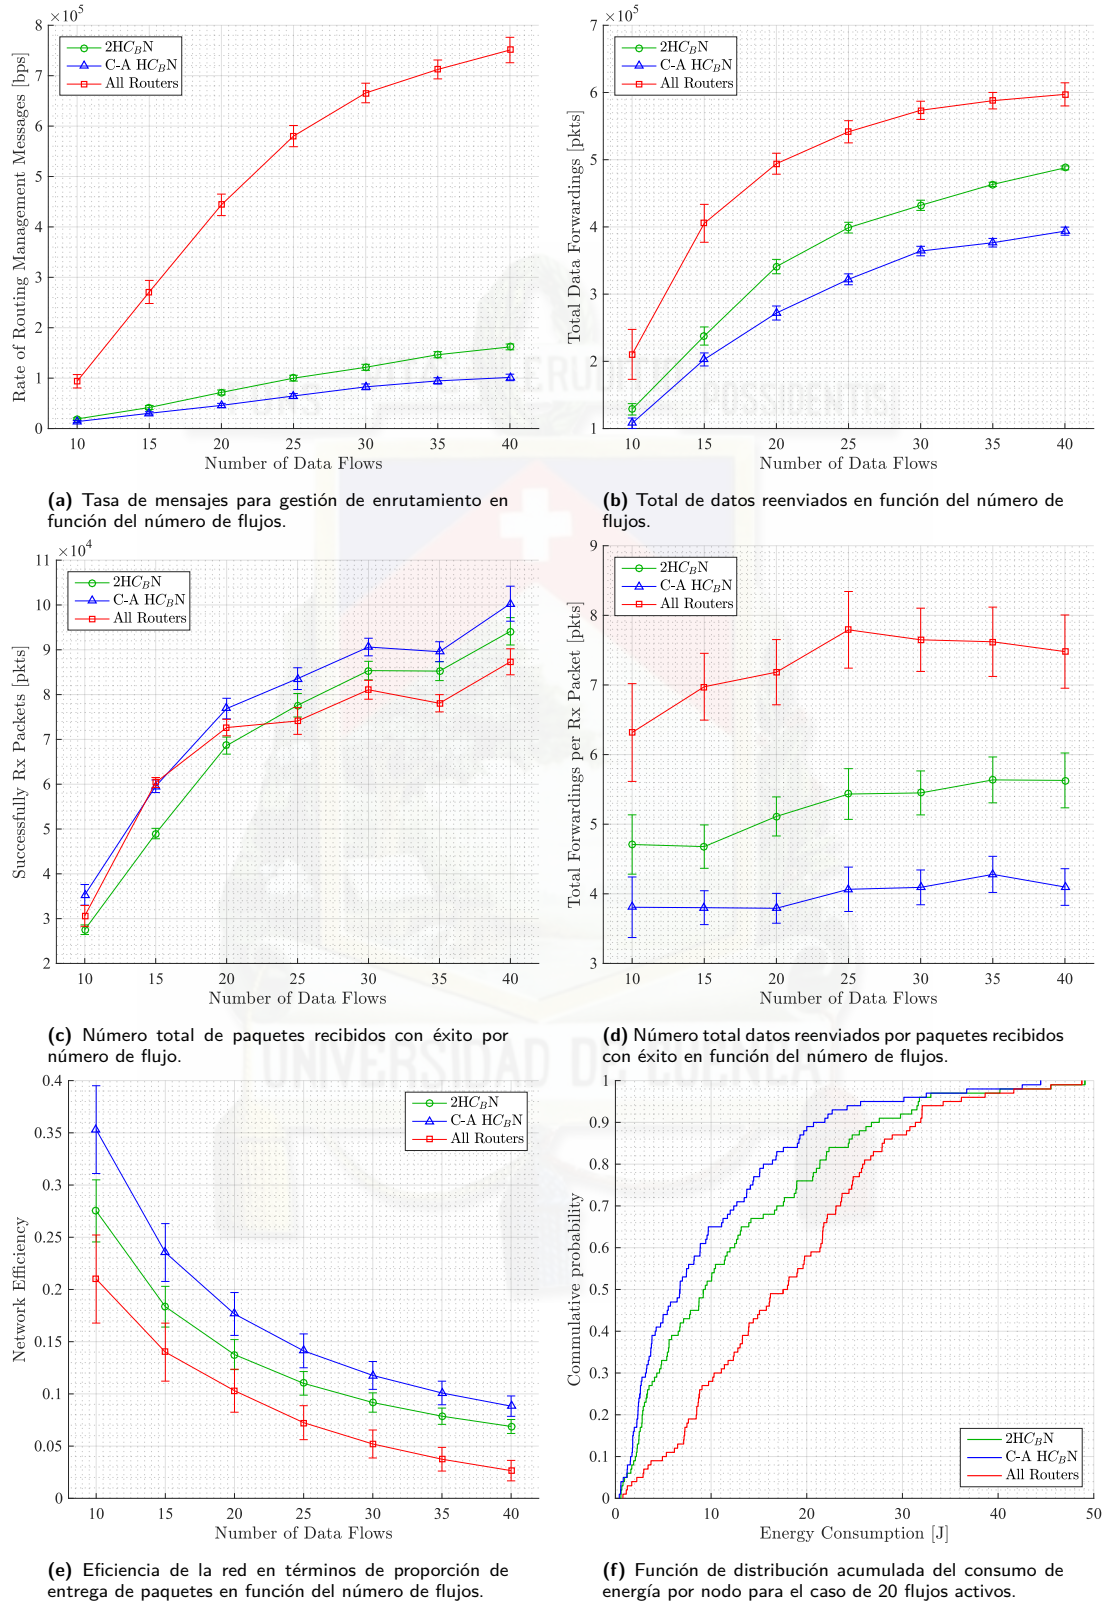 ×10^5
8
7
6
5
4
3
2
1
0
10 15 20 25 30 35 40
Rate of Routing Management Messages [bps]
Number of Data Flows
2HC_BN
C-A HC_BN
All Routers
(a) Tasa de mensajes para gestión de enrutamiento en
función del número de flujos.
×10^5
7
6
5
4
3
2
1
10 15 20 25 30 35 40
Total Data Forwardings [pkts]
Number of Data Flows
2HC_BN
C-A HC_BN
All Routers
(b) Total de datos reenviados en función del número de
flujos.
×10^4
11
10
9
8
7
6
5
4
3
2
10 15 20 25 30 35 40
Successfully Rx Packets [pkts]
Number of Data Flows
2HC_BN
C-A HC_BN
All Routers
(c) Número total de paquetes recibidos con éxito por
número de flujo.
9
8
7
6
5
4
3
10 15 20 25 30 35 40
Total Forwardings per Rx Packet [pkts]
Number of Data Flows
2HC_BN
C-A HC_BN
All Routers
(d) Número total datos reenviados por paquetes recibidos
con éxito en función del número de flujos.
UNIVERSIDAD DE CUENCA
0.4
0.35
0.3
0.25
0.2
0.15
0.1
0.05
0
10 15 20 25 30 35 40
Network Efficiency
Number of Data Flows
2HC_BN
C-A HC_BN
All Routers
(e) Eficiencia de la red en términos de proporción de
entrega de paquetes en función del número de flujos.
1
0.9
0.8
0.7
0.6
0.5
0.4
0.3
0.2
0.1
0
0 10 20 30 40 50
Commulative probability
Energy Consumption [J]
2HC_BN
C-A HC_BN
All Routers
(f) Función de distribución acumulada del consumo de
energía por nodo para el caso de 20 flujos activos.